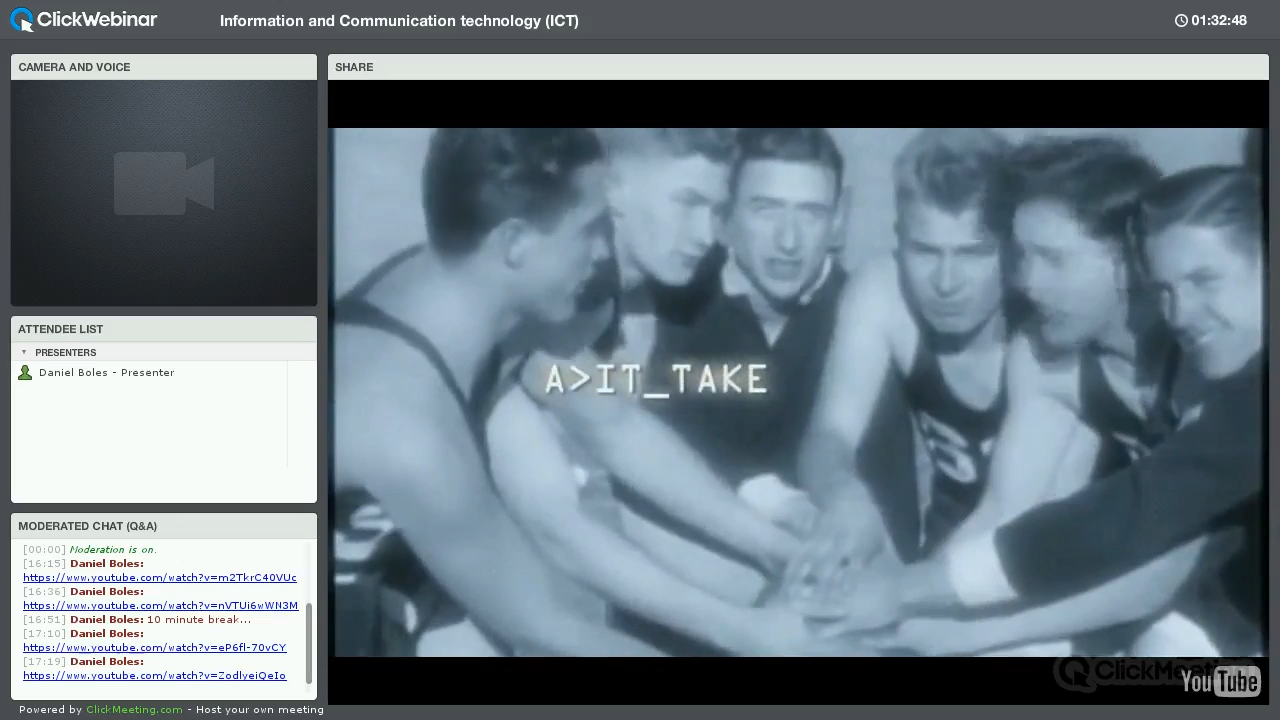 ClickWebinar
Information and Communication technology (ICT)
01:32:48
CAMERA AND VOICE
SHARE
A>IT_TAKE
ATTENDEE LIST
PRESENTERS
Daniel Boles - Presenter
MODERATED CHAT (Q&A)
[00:00] Moderation is on.
[16:15] Daniel Boles:
https://www.youtube.com/watch?v=m2TkrC40VUc
[16:36] Daniel Boles:
https://www.youtube.com/watch?v=nVTUi6wWN3M
[16:51] Daniel Boles: 10 minute break...
[17:10] Daniel Boles:
https://www.youtube.com/watch?v=eP6fl-70vCY
[17:19] Daniel Boles:
https://www.youtube.com/watch?v=ZodlyeiQeIo
ClickMeeting
YouTube
Powered by ClickMeeting.com - Host your own meeting